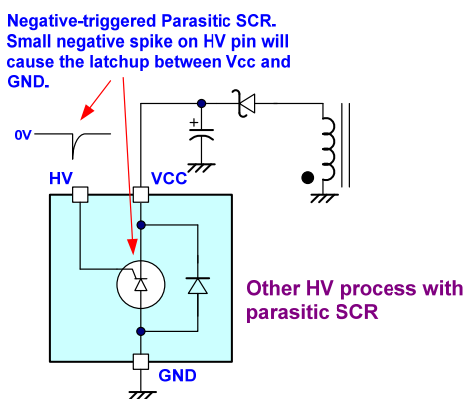 Negative-triggered Parasitic SCR.
Small negative spike on HV pin will
cause the latchup between Vcc and
GND.
0V
+
HV
VCC
Other HV process with
parasitic SCR
GND